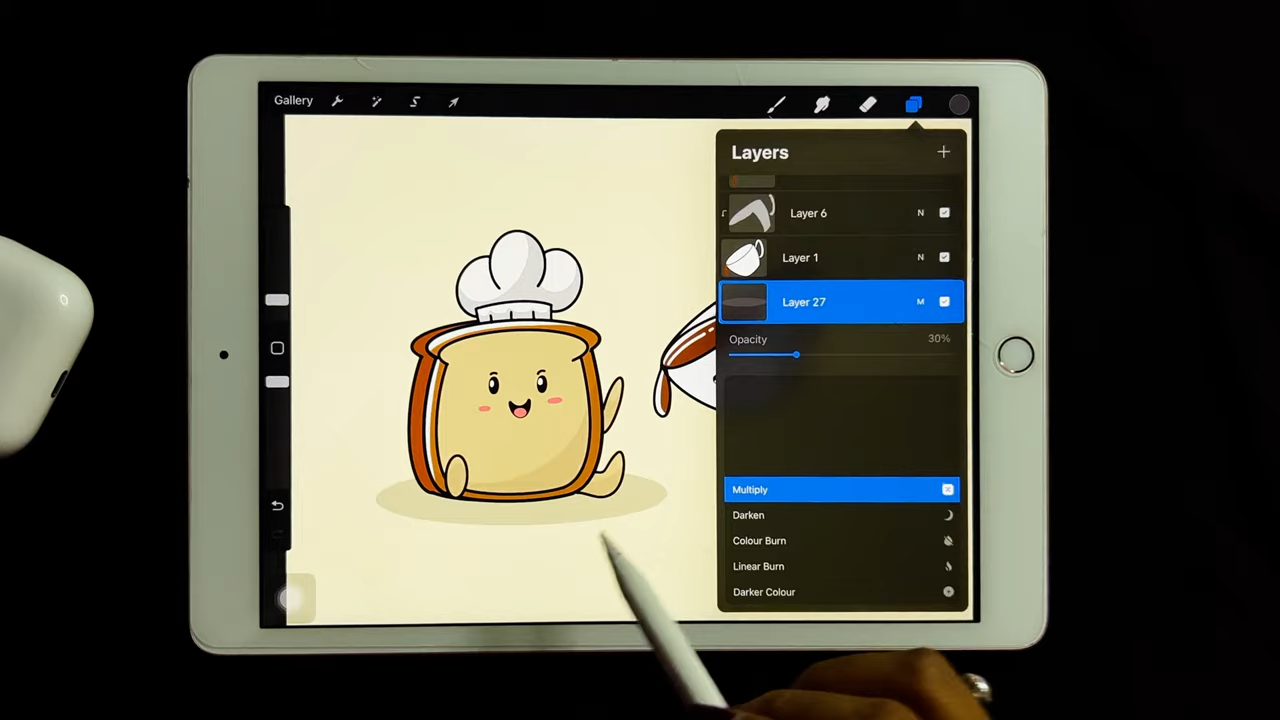 Gallery
Layers
Layer 6 N
Layer 1 N
Layer 27 M
Opacity 30%
Multiply
Darken
Colour Burn
Linear Burn
Darker Colour